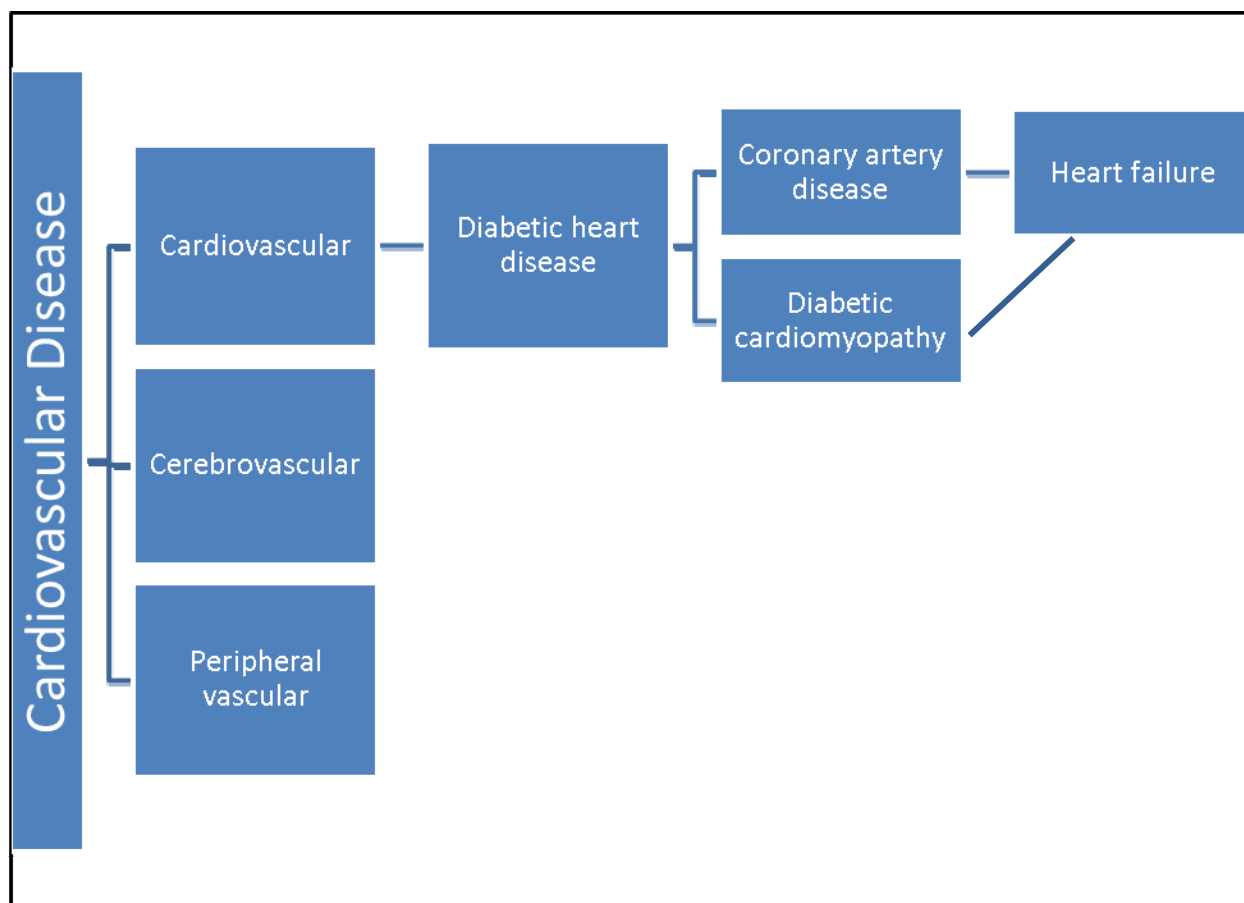 Cardiovascular Disease
Cardiovascular
Cerebrovascular
Peripheral
vascular
Diabetic heart
disease
Coronary artery
disease
Diabetic
cardiomyopathy
Heart failure